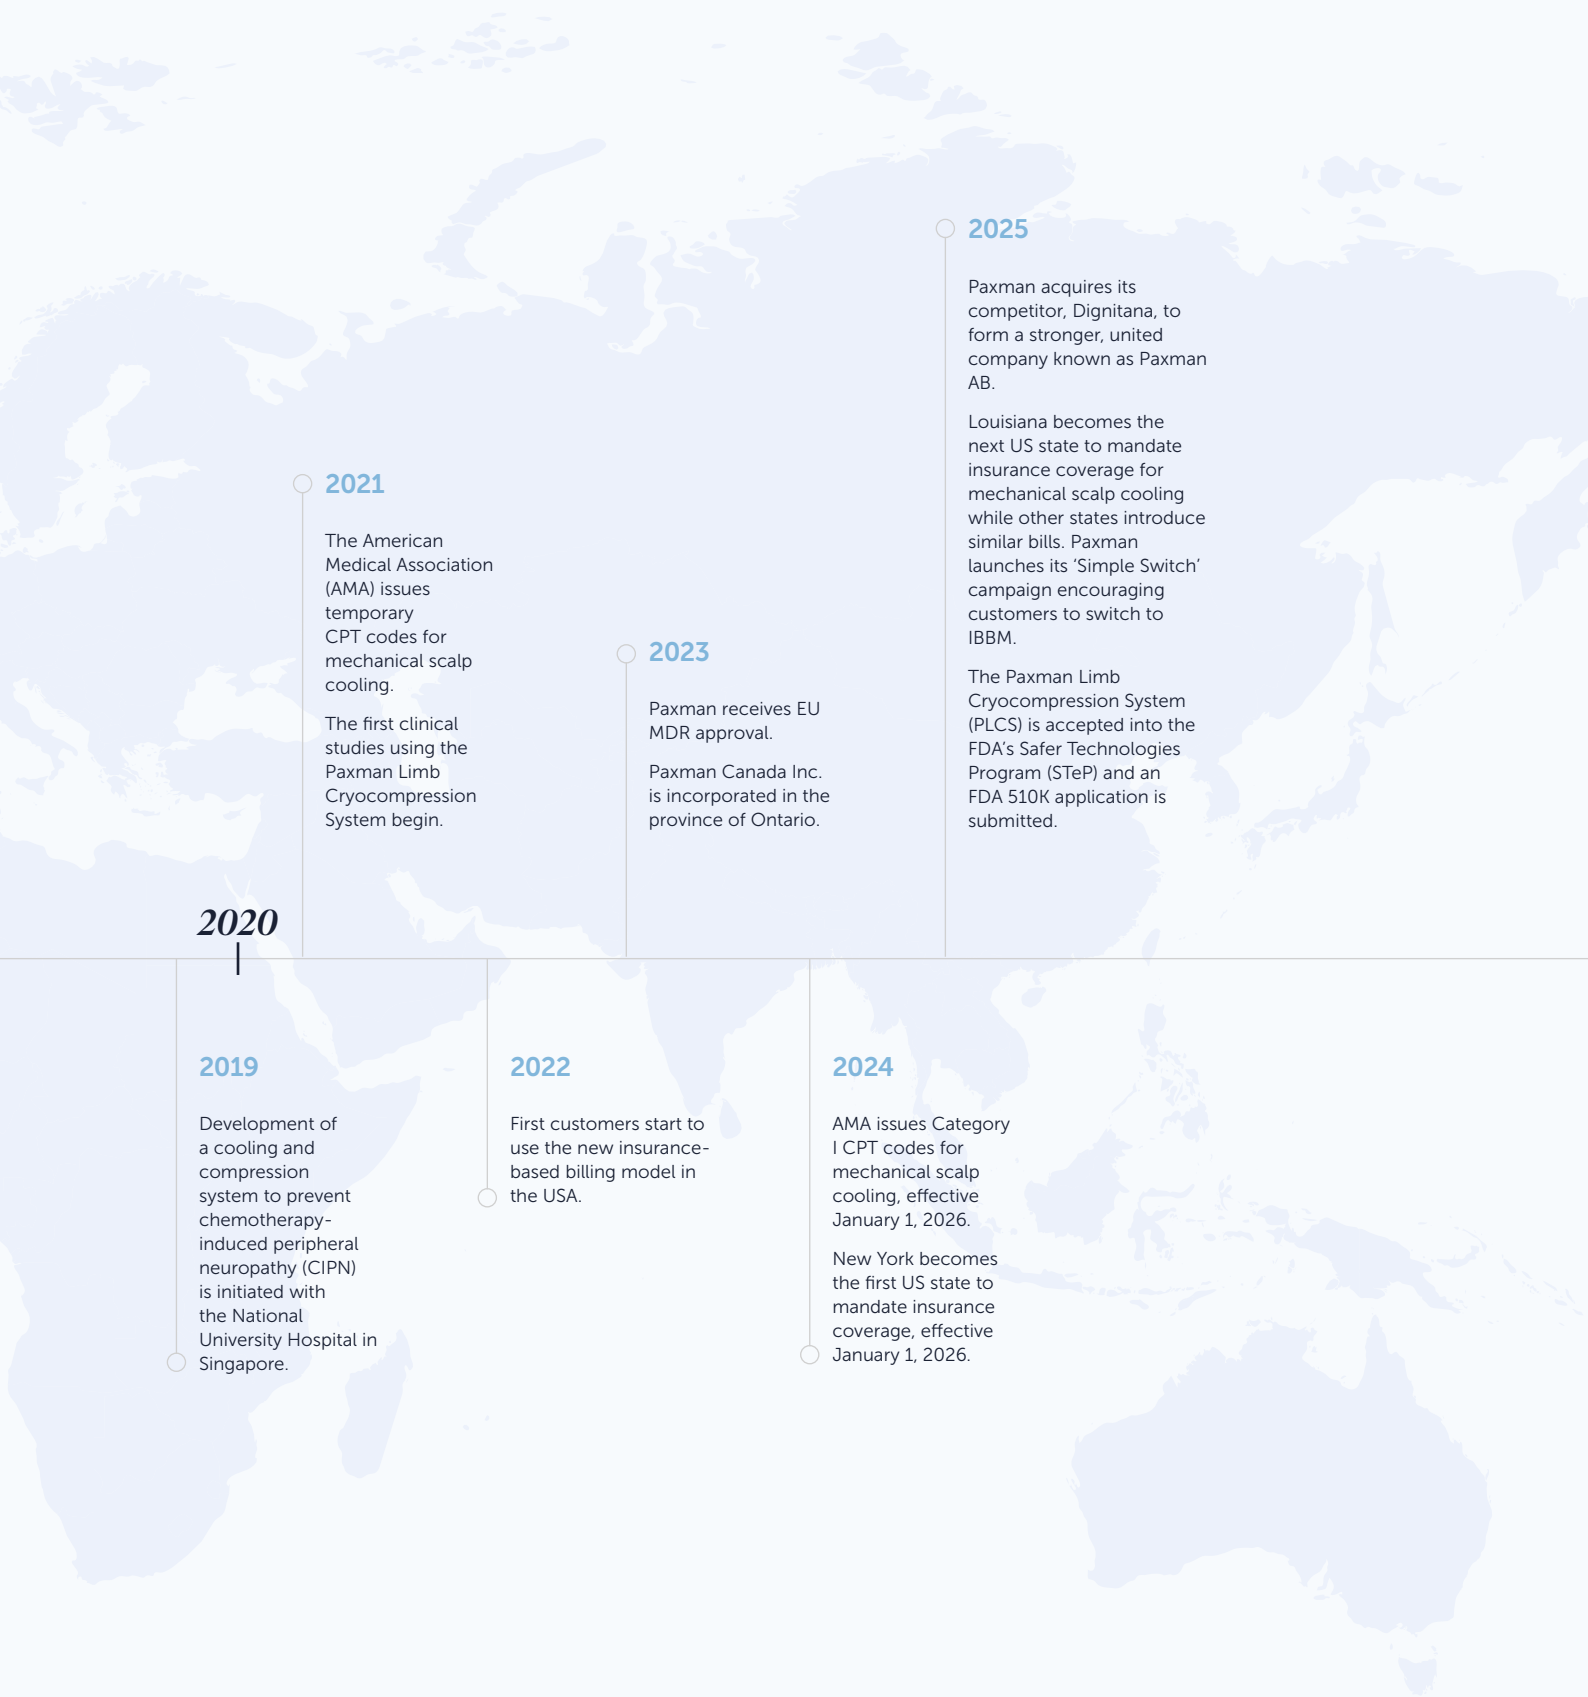 2025
Paxman acquires its
competitor, Dignitana, to
form a stronger, united
company known as Paxman
AB.
Louisiana becomes the
next US state to mandate
insurance coverage for
mechanical scalp cooling
while other states introduce
similar bills. Paxman
launches its ‘Simple Switch’
campaign encouraging
customers to switch to
IBBM.
The Paxman Limb
Cryocompression System
(PLCS) is accepted into the
FDA’s Safer Technologies
Program (STeP) and an
FDA 510K application is
submitted.
2021
The American
Medical Association
(AMA) issues
temporary
CPT codes for
mechanical scalp
cooling.
The first clinical
studies using the
Paxman Limb
Cryocompression
System begin.
2023
Paxman receives EU
MDR approval.
Paxman Canada Inc.
is incorporated in the
province of Ontario.
2020
2019
Development of
a cooling and
compression
system to prevent
chemotherapy-
induced peripheral
neuropathy (CIPN)
is initiated with
the National
University Hospital in
Singapore.
2022
First customers start to
use the new insurance-
based billing model in
the USA.
2024
AMA issues Category
I CPT codes for
mechanical scalp
cooling, effective
January 1, 2026.
New York becomes
the first US state to
mandate insurance
coverage, effective
January 1, 2026.